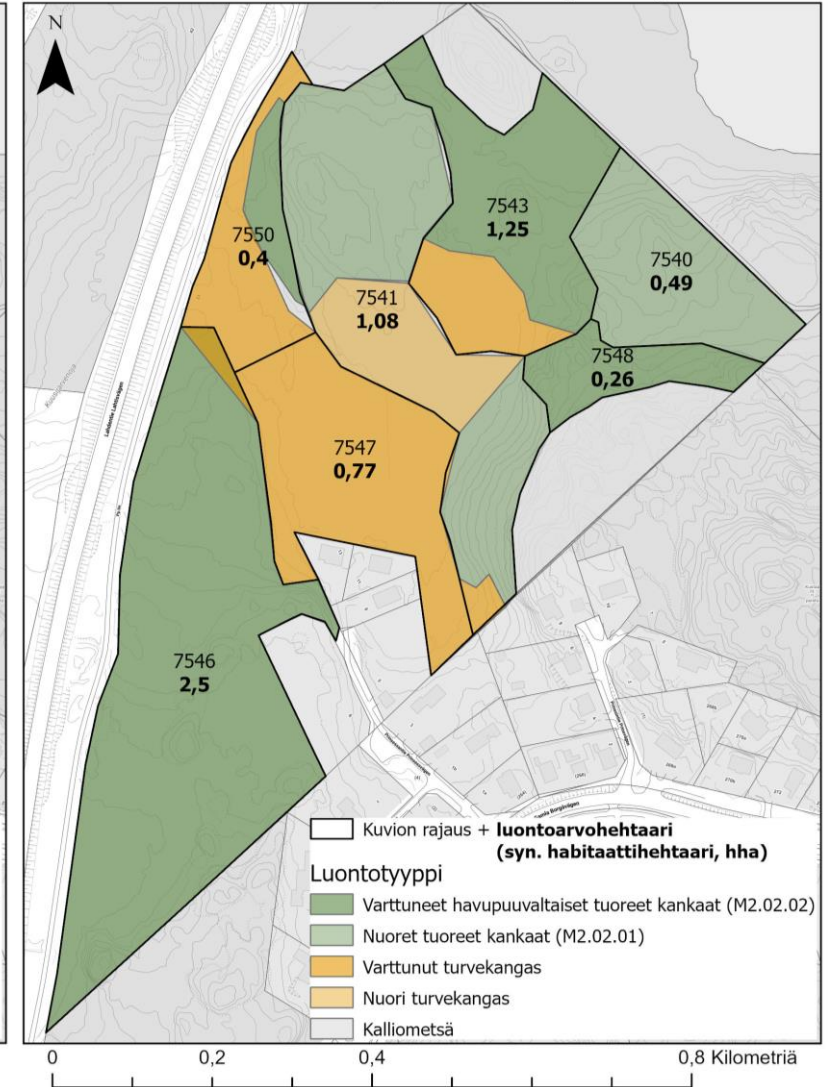 N
7543
1,25
7550
0,4
7540
0,49
7541
1,08
7548
0,26
7547
0,77
7546
2,5
Lahdentie Lahtisvägen
Kuvion rajaus + luontoarvohehtaari
(syn. habitaattihehtaari, hha)
Luontotyyppi
Varttuneet havupuuvaltaiset tuoreet kankaat (M2.02.02)
Nuoret tuoreet kankaat (M2.02.01)
Varttunut turvekangas
Nuori turvekangas
Kalliometsä
0 0,2 0,4 0,8 Kilometriä